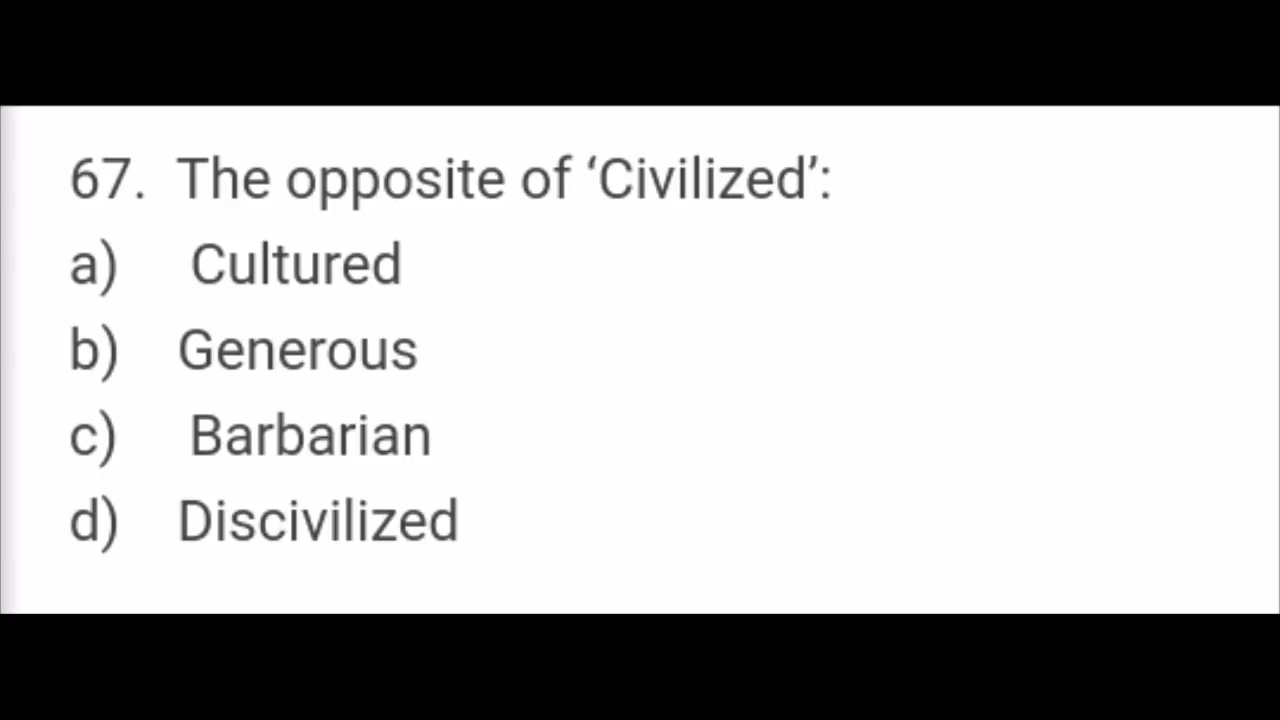 67. The opposite of ‘Civilized’:
a) Cultured
b) Generous
c) Barbarian
d) Discivilized